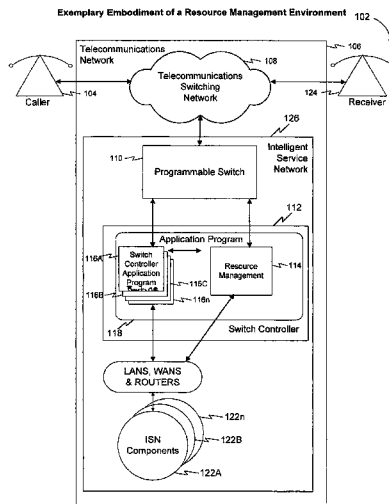 Exemplary Embodiment of a Resource Management Environment
102
Telecommunications
Network
106
108
Telecommunications
Switching
Network
Caller
104
124
Receiver
126
Intelligent
Service
Network
110
Programmable Switch
112
Application Program
116A
Switch
Controller
Application
Program
116B
116C
116n
Resource
Management
114
118
Switch Controller
LANS, WANS
& ROUTERS
122n
122B
ISN
Components
122A